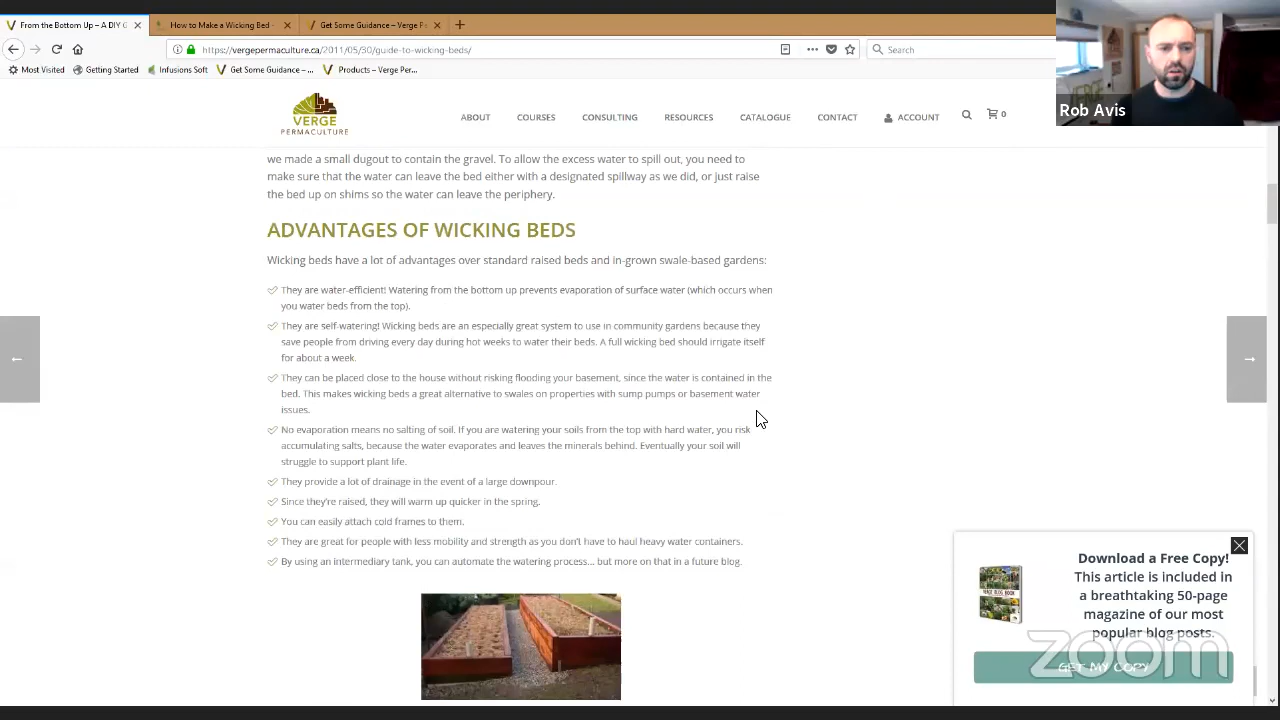 From the Bottom Up – A DIY G
How to Make a Wicking Bed -
Get Some Guidance – Verge P
https://vergepermaculture.ca/2011/05/30/guide-to-wicking-beds/
Search
Most Visited
Getting Started
Infusions Soft
Get Some Guidance –...
Products – Verge Per...
Rob Avis
VERGE
PERMACULTURE
ABOUT
COURSES
CONSULTING
RESOURCES
CATALOGUE
CONTACT
ACCOUNT
0
we made a small dugout to contain the gravel. To allow the excess water to spill out, you need to
make sure that the water can leave the bed either with a designated spillway as we did, or just raise
the bed up on shims so the water can leave the periphery.
ADVANTAGES OF WICKING BEDS
Wicking beds have a lot of advantages over standard raised beds and in-grown swale-based gardens:
They are water-efficient! Watering from the bottom up prevents evaporation of surface water (which occurs when
you water beds from the top).
They are self-watering! Wicking beds are an especially great system to use in community gardens because they
save people from driving every day during hot weeks to water their beds. A full wicking bed should irrigate itself
for about a week.
They can be placed close to the house without risking flooding your basement, since the water is contained in the
bed. This makes wicking beds a great alternative to swales on properties with sump pumps or basement water
issues.
No evaporation means no salting of soil. If you are watering your soils from the top with hard water, you risk
accumulating salts, because the water evaporates and leaves the minerals behind. Eventually your soil will
struggle to support plant life.
They provide a lot of drainage in the event of a large downpour.
Since they're raised, they will warm up quicker in the spring.
You can easily attach cold frames to them.
They are great for people with less mobility and strength as you don't have to haul heavy water containers.
By using an intermediary tank, you can automate the watering process... but more on that in a future blog.
Download a Free Copy!
This article is included in
a breathtaking 50-page
magazine of our most
popular blog posts.
VERGE BLOG BOOK
GET MY COPY
zoom